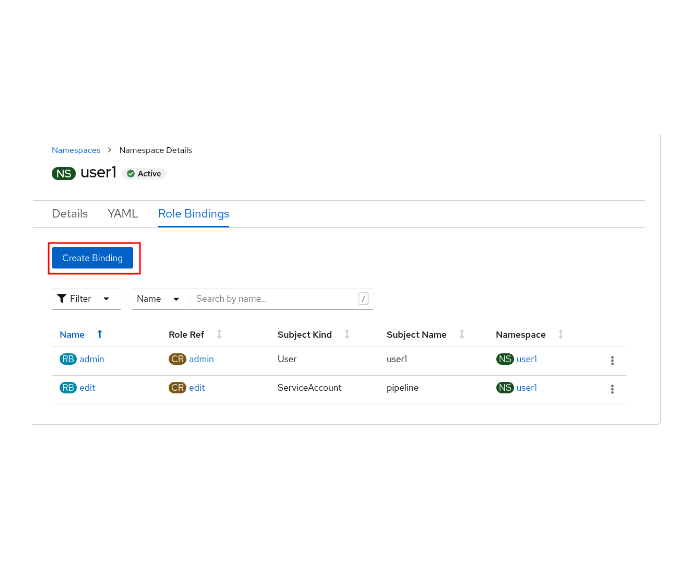 Namespaces > Namespace Details
NS user1 Active
Details YAML Role Bindings
Create Binding
Filter Name Search by name... /
Name Role Ref Subject Kind Subject Name Namespace
RB admin CR admin User user1 NS user1
RB edit CR edit ServiceAccount pipeline NS user1